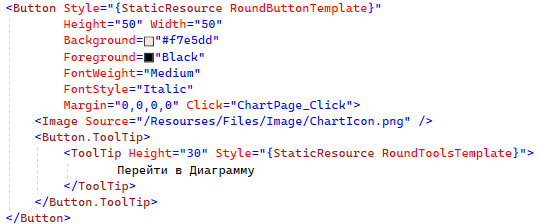 <Button Style="{StaticResource RoundButtonTemplate}"
Height="50" Width="50"
Background="#f7e5dd"
Foreground="Black"
FontWeight="Medium"
FontStyle="Italic"
Margin="0,0,0,0" Click="ChartPage_Click">
<Image Source="/Resourses/Files/Image/ChartIcon.png" />
<Button.ToolTip>
<ToolTip Height="30" Style="{StaticResource RoundToolsTemplate}">
Перейти в Диаграмму
</ToolTip>
</Button.ToolTip>
</Button>